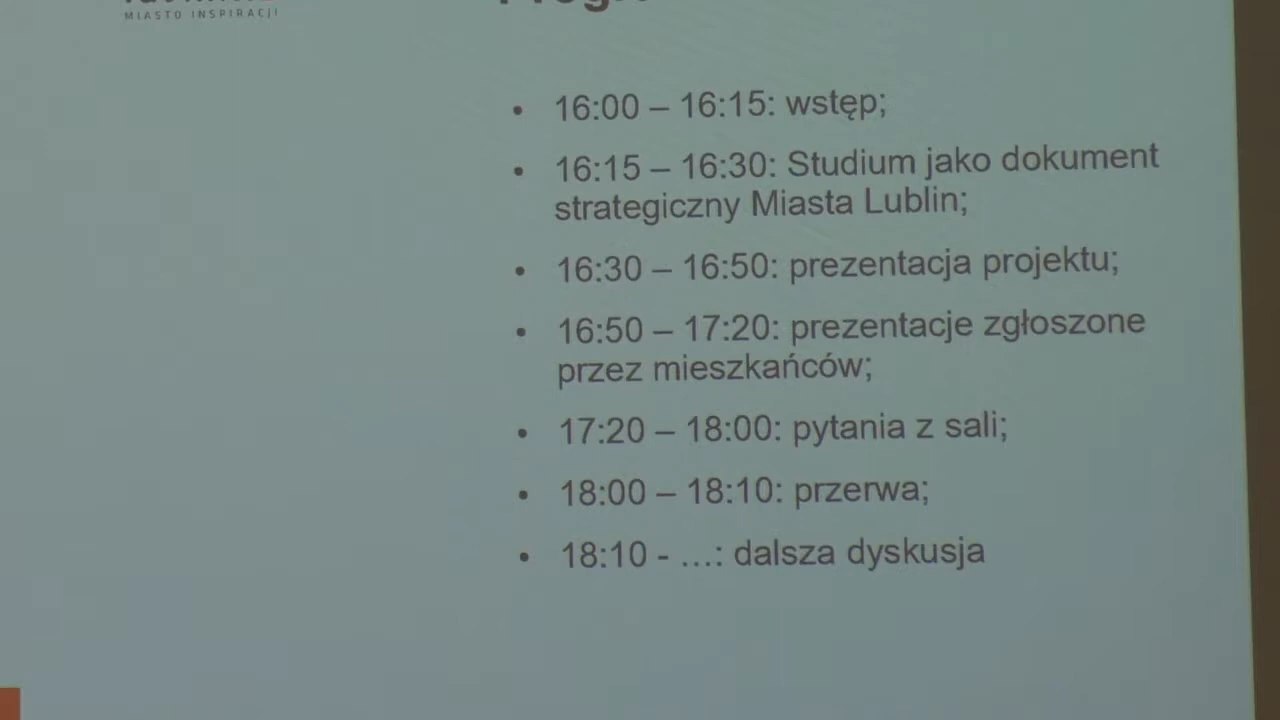 MIASTO INSPIRACJI
• 16:00 – 16:15: wstęp;
• 16:15 – 16:30: Studium jako dokument
strategiczny Miasta Lublin;
• 16:30 – 16:50: prezentacja projektu;
• 16:50 – 17:20: prezentacje zgłoszone
przez mieszkańców;
• 17:20 – 18:00: pytania z sali;
• 18:00 – 18:10: przerwa;
• 18:10 - ...: dalsza dyskusja